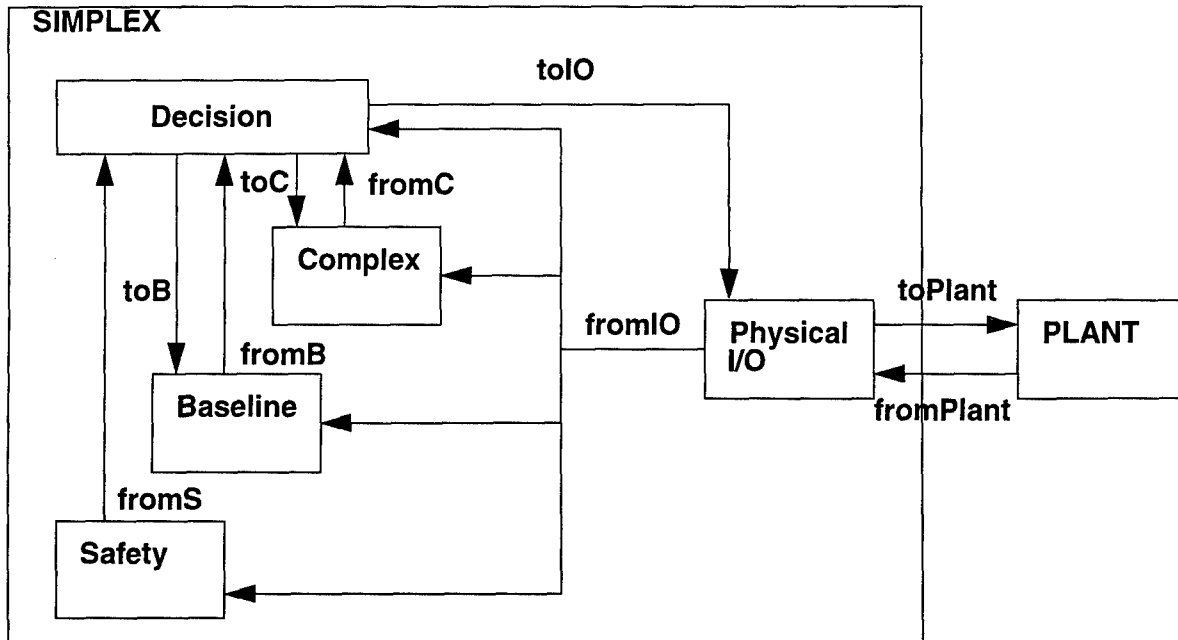 SIMPLEX
toIO
Decision
toC
fromC
Complex
toB
fromIO
toPlant
Physical
I/O
PLANT
fromB
Baseline
fromPlant
fromS
Safety